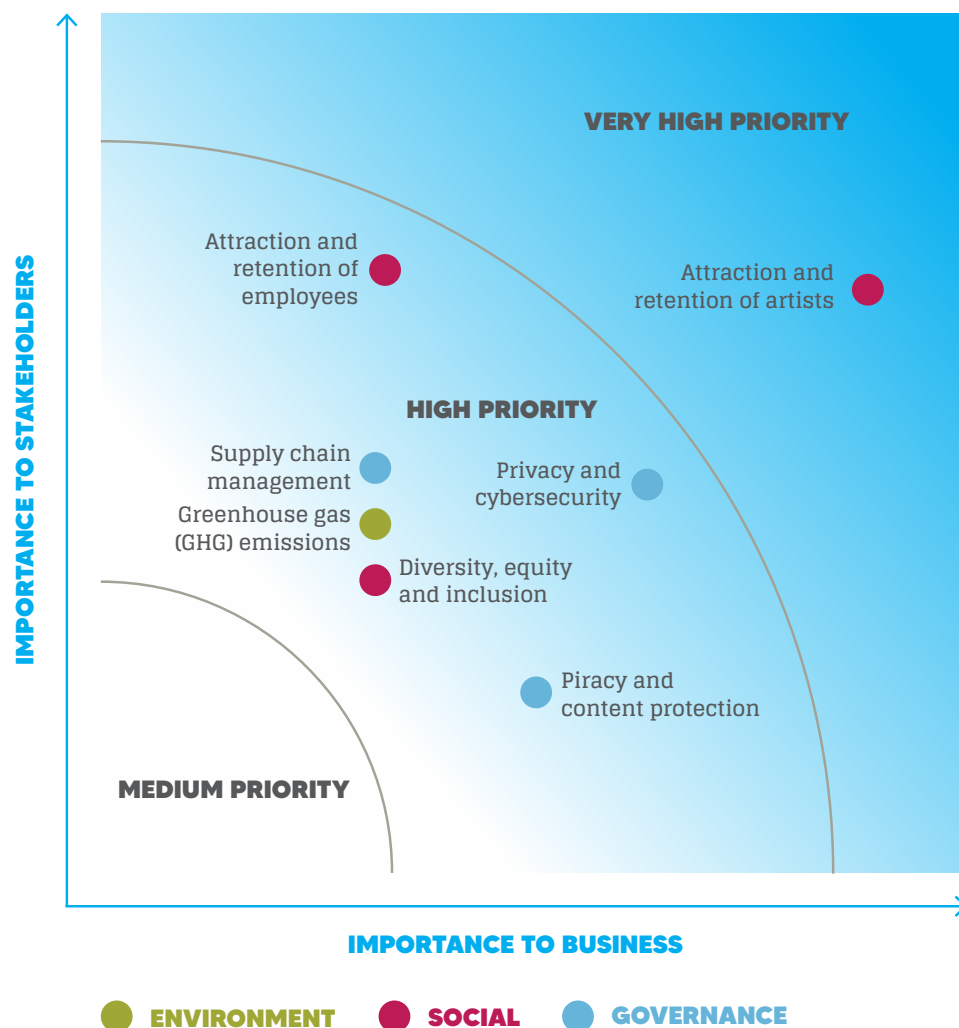 VERY HIGH PRIORITY
Attraction and
retention of
employees
Attraction and
retention of artists
HIGH PRIORITY
Supply chain
management
Privacy and
cybersecurity
Greenhouse gas
(GHG) emissions
Diversity, equity
and inclusion
Piracy and
content protection
MEDIUM PRIORITY
IMPORTANCE TO STAKEHOLDERS
IMPORTANCE TO BUSINESS
ENVIRONMENT
SOCIAL
GOVERNANCE